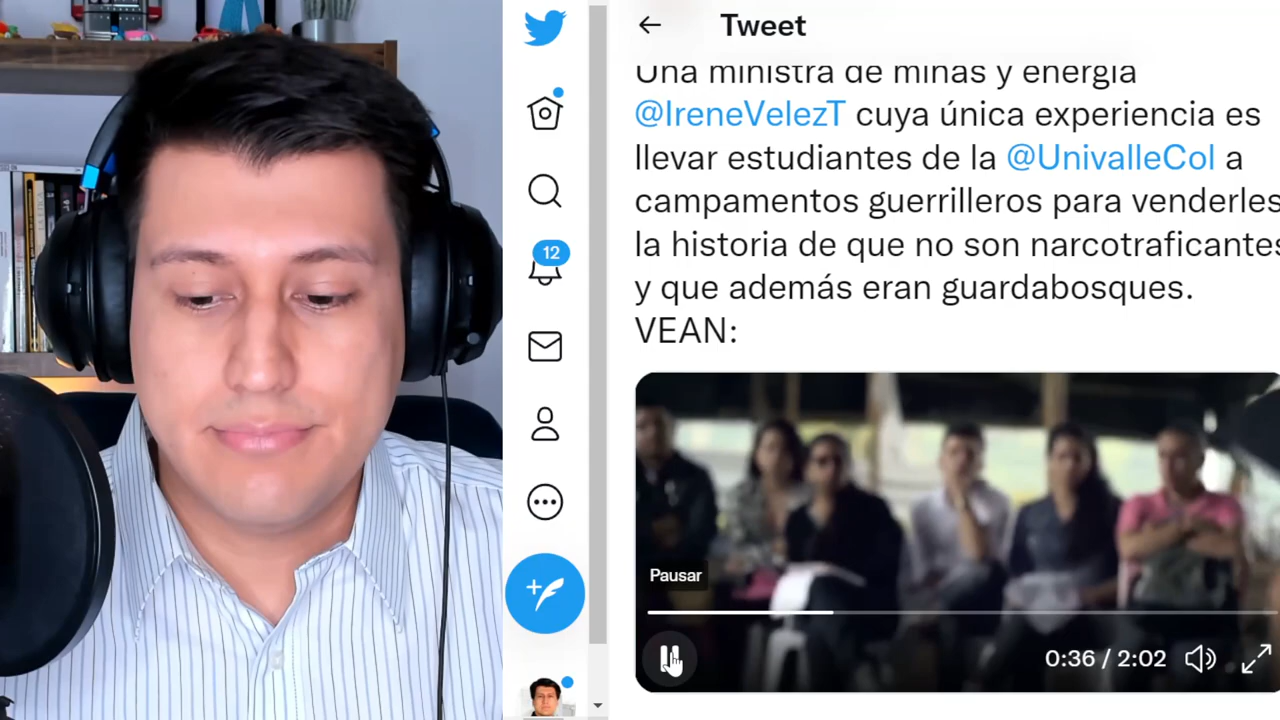 Tweet
Una ministra de minas y energía
@IreneVelezT cuya única experiencia es
llevar estudiantes de la @UnivalleCol a
campamentos guerrilleros para venderles
la historia de que no son narcotraficantes
y que además eran guardabosques.
VEAN:
12
Pausar
0:36 / 2:02